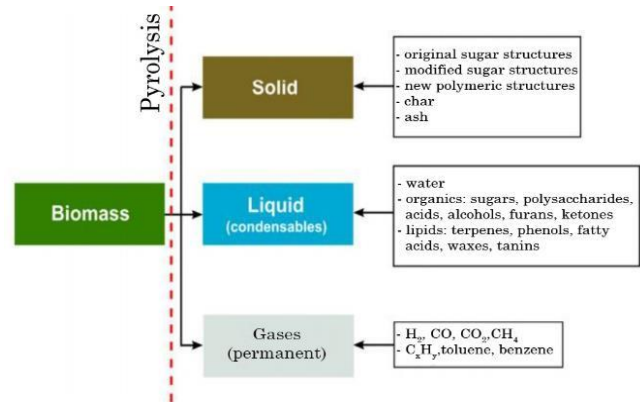 Pyrolysis
Biomass
Solid
- original sugar structures
- modified sugar structures
- new polymeric structures
- char
- ash
Liquid
(condensables)
- water
- organics: sugars, polysaccharides,
acids, alcohols, furans, ketones
- lipids: terpenes, phenols, fatty
acids, waxes, tanins
Gases
(permanent)
- H₂, CO, CO₂,CH₄
- CₓHᵧ,toluene, benzene